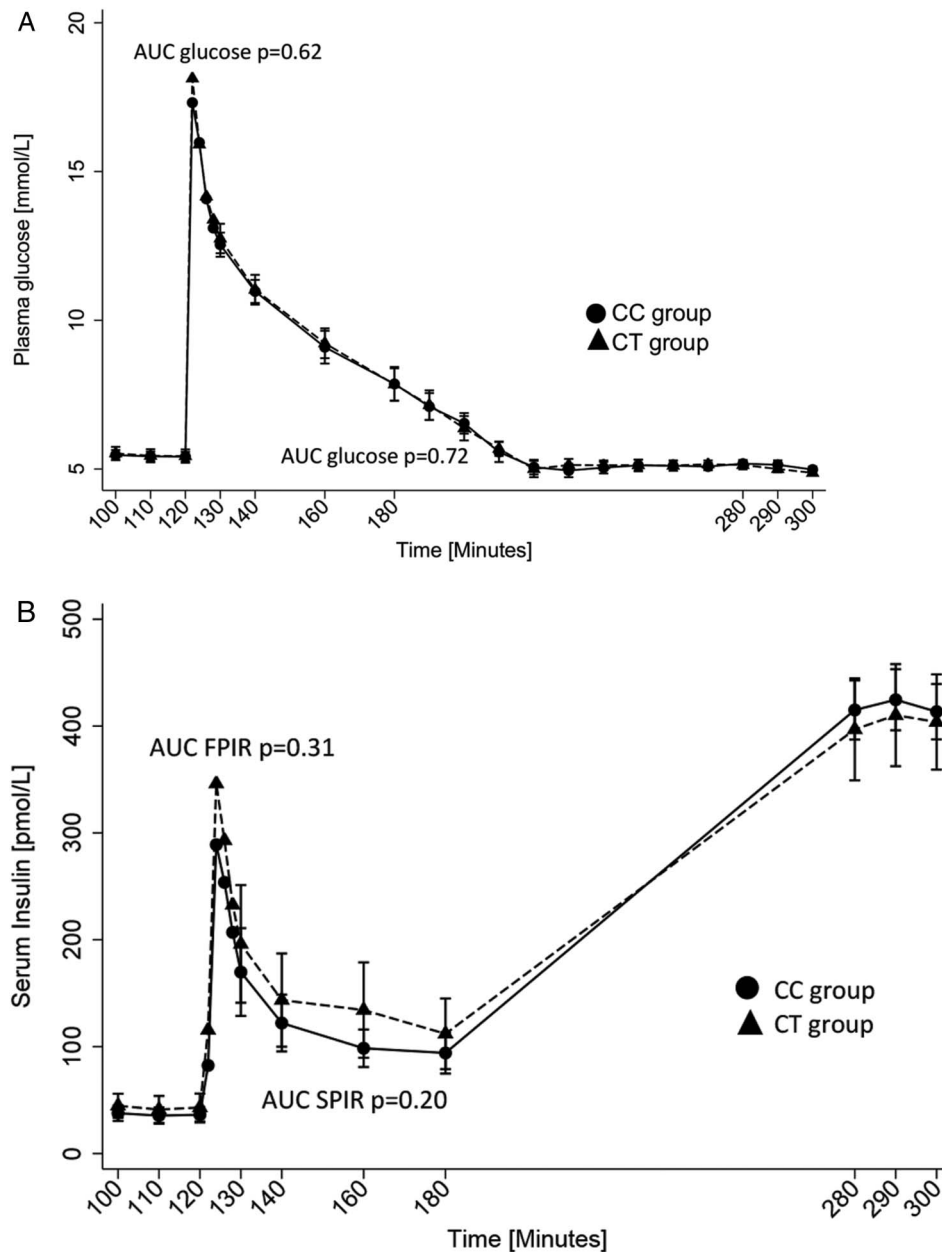 A
AUC glucose p=0.62
Plasma glucose [mmol/L]
20
15
10
5
CC group
CT group
AUC glucose p=0.72
100 110 120 130 140 160 180 280 290 300
Time [Minutes]
B
500
400
300
200
100
0
Serum Insulin [pmol/L]
AUC FPIR p=0.31
CC group
CT group
AUC SPIR p=0.20
100 110 120 130 140 160 180 280 290 300
Time [Minutes]